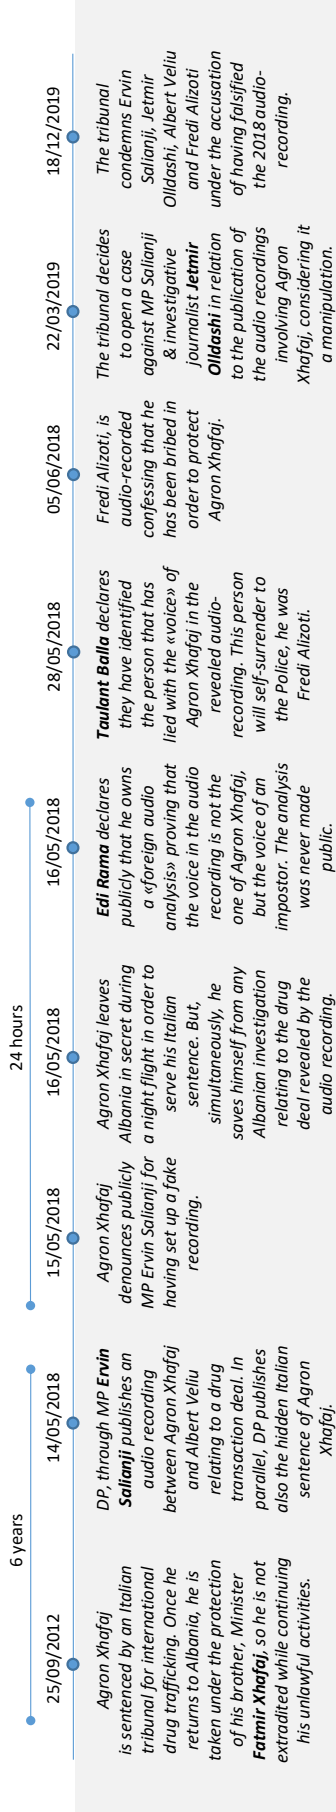 6 years
24 hours
25/09/2012
Agron Xhafaj
is sentenced by an Italian
tribunal for international
drug trafficking. Once he
returns to Albania, he is
taken under the protection
of his brother, Minister
Fatmir Xhafaj, so he is not
extradited while continuing
his unlawful activities.
14/05/2018
DP, through MP Ervin
Salianji publishes an
audio recording
between Agron Xhafaj
and Albert Veliu
relating to a drug
transaction deal. In
parallel, DP publishes
also the hidden Italian
sentence of Agron
Xhafaj.
15/05/2018
Agron Xhafaj
denounces publicly
MP Ervin Salianji for
having set up a fake
recording.
16/05/2018
Agron Xhafaj leaves
Albania in secret during
a night flight in order to
serve his Italian
sentence. But,
simultaneously, he
saves himself from any
Albanian investigation
relating to the drug
deal revealed by the
audio recording.
16/05/2018
Edi Rama declares
publicly that he owns
a «foreign audio
analysis» proving that
the voice in the audio
recording is not the
one of Agron Xhafaj,
but the voice of an
impostor. The analysis
was never made
public.
28/05/2018
Taulant Balla declares
they have identified
the person that has
lied with the «voice» of
Agron Xhafaj in the
revealed audio-
recording. This person
will self-surrender to
the Police, he was
Fredi Alizoti.
05/06/2018
Fredi Alizoti, is
audio-recorded
confessing that he
has been bribed in
order to protect
Agron Xhafaj.
22/03/2019
The tribunal decides
to open a case
against MP Salianji
& investigative
journalist Jetmir
Olldashi in relation
to the publication of
the audio recordings
involving Agron
Xhafaj, considering it
a momipulation.
18/12/2019
The tribunal
condemns Ervin
Salianji, Jetmir
Olldashi, Albert Veliu
and Fredi Alizoti
under the accusation
of having falsified
the 2018 audio-
recording.